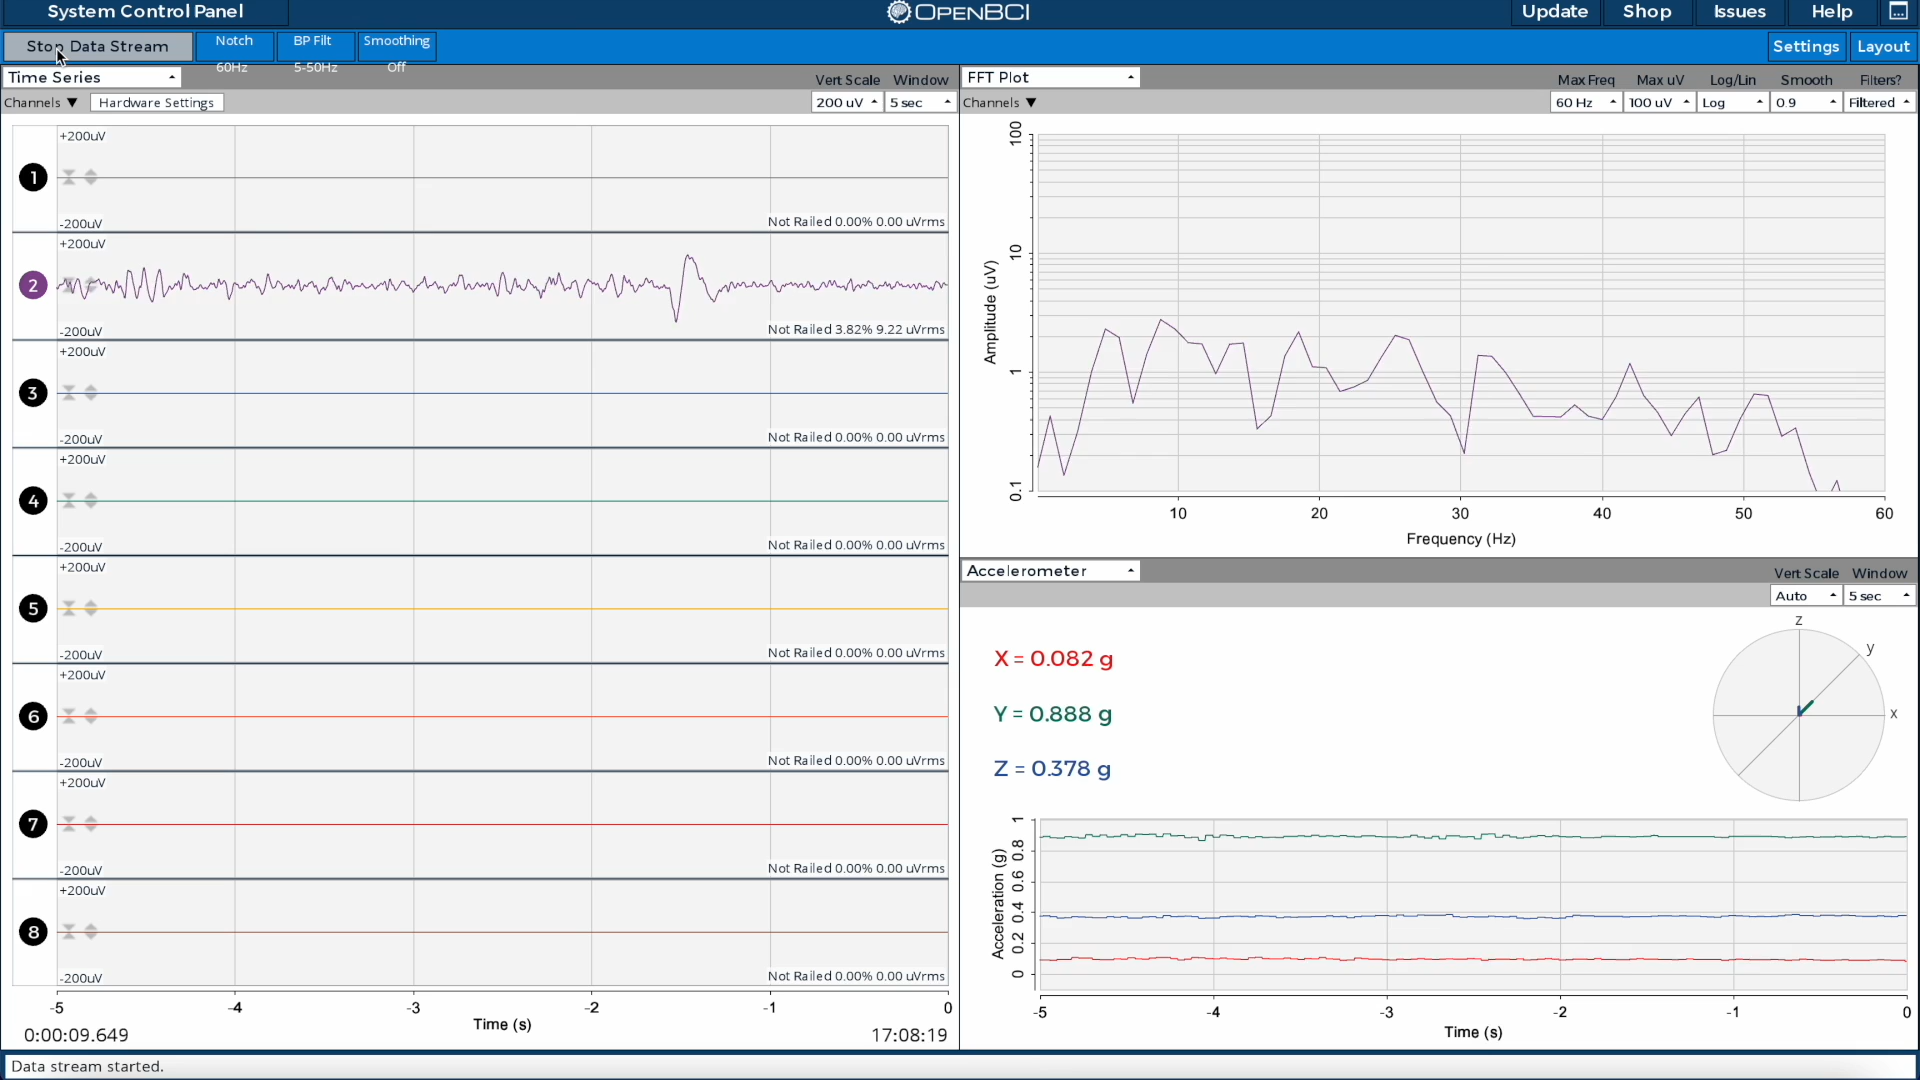 System Control Panel
OPENBCI
Update
Shop
Issues
Help
Stop Data Stream
Notch
60Hz
BP Filt
5-50Hz
Smoothing
Off
Settings
Layout
Time Series
Vert Scale
Window
Channels ▼
Hardware Settings
200 uV
5 sec
+200uV
1
-200uV
Not Railed 0.00% 0.00 uVrms
+200uV
2
-200uV
Not Railed 3.82% 9.22 uVrms
+200uV
3
-200uV
Not Railed 0.00% 0.00 uVrms
+200uV
4
-200uV
Not Railed 0.00% 0.00 uVrms
+200uV
5
-200uV
Not Railed 0.00% 0.00 uVrms
+200uV
6
-200uV
Not Railed 0.00% 0.00 uVrms
+200uV
7
-200uV
Not Railed 0.00% 0.00 uVrms
+200uV
8
-200uV
Not Railed 0.00% 0.00 uVrms
-5 -4 -3 -2 -1 0
Time (s)
0:00:09.649
17:08:19
FFT Plot
Max Freq
Max uV
Log/Lin
Smooth
Filters?
Channels ▼
60 Hz
100 uV
Log
0.9
Filtered
100
10
1
0.1
Amplitude (uV)
10 20 30 40 50 60
Frequency (Hz)
Accelerometer
Vert Scale
Window
Auto
5 sec
X = 0.082 g
Y = 0.888 g
Z = 0.378 g
z
y
x
1
0.8
0.6
0.4
0.2
0
Acceleration (g)
-5 -4 -3 -2 -1 0
Time (s)
Data stream started.